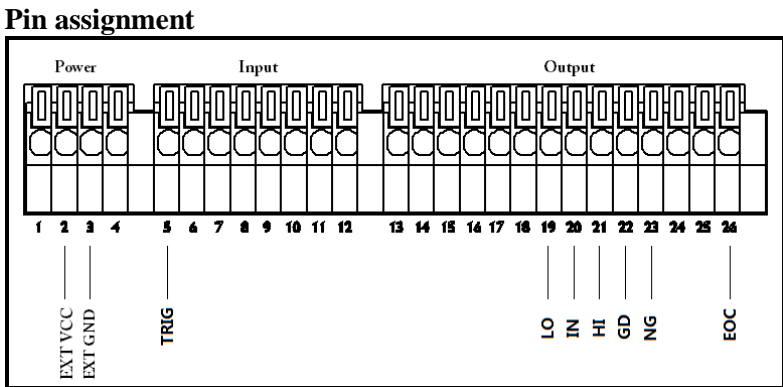 Pin assignment
Power Input Output
1 2 3 4 5 6 7 8 9 10 11 12 13 14 15 16 17 18 19 20 21 22 23 24 25 26
EXT VCC
EXT GND
TRIG
LO
IN
HI
GD
NG
EOC